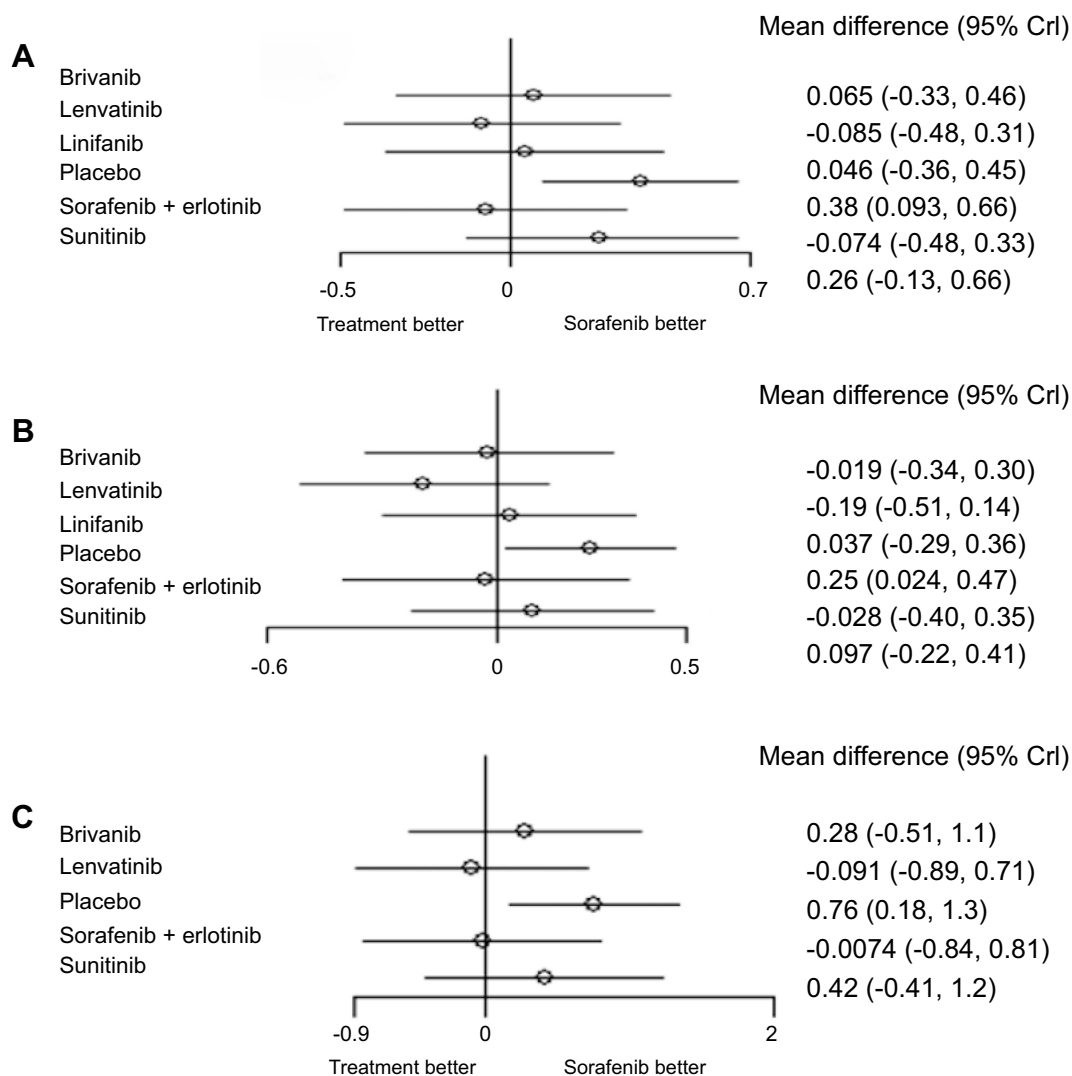 Mean difference (95% Crl)
A
Brivanib
0.065 (-0.33, 0.46)
Lenvatinib
-0.085 (-0.48, 0.31)
Linifanib
0.046 (-0.36, 0.45)
Placebo
0.38 (0.093, 0.66)
Sorafenib + erlotinib
-0.074 (-0.48, 0.33)
Sunitinib
0.26 (-0.13, 0.66)
-0.5 0 0.7
Treatment better Sorafenib better
Mean difference (95% Crl)
B
Brivanib
-0.019 (-0.34, 0.30)
Lenvatinib
-0.19 (-0.51, 0.14)
Linifanib
0.037 (-0.29, 0.36)
Placebo
0.25 (0.024, 0.47)
Sorafenib + erlotinib
-0.028 (-0.40, 0.35)
Sunitinib
0.097 (-0.22, 0.41)
-0.6 0 0.5
Mean difference (95% Crl)
C
Brivanib
0.28 (-0.51, 1.1)
Lenvatinib
-0.091 (-0.89, 0.71)
Placebo
0.76 (0.18, 1.3)
Sorafenib + erlotinib
-0.0074 (-0.84, 0.81)
Sunitinib
0.42 (-0.41, 1.2)
-0.9 0 2
Treatment better Sorafenib better